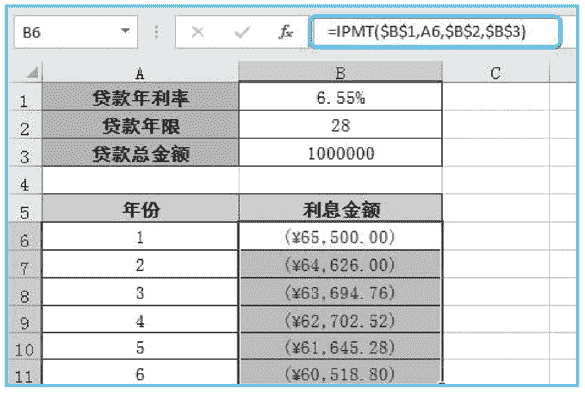 B6 fx =IPMT($B$1,A6,$B$2,$B$3)
A B C
1 贷款年利率 6.55%
2 贷款年限 28
3 贷款总金额 1000000
4
5 年份 利息金额
6 1 (¥65,500.00)
7 2 (¥64,626.00)
8 3 (¥63,694.76)
9 4 (¥62,702.52)
10 5 (¥61,645.28)
11 6 (¥60,518.80)